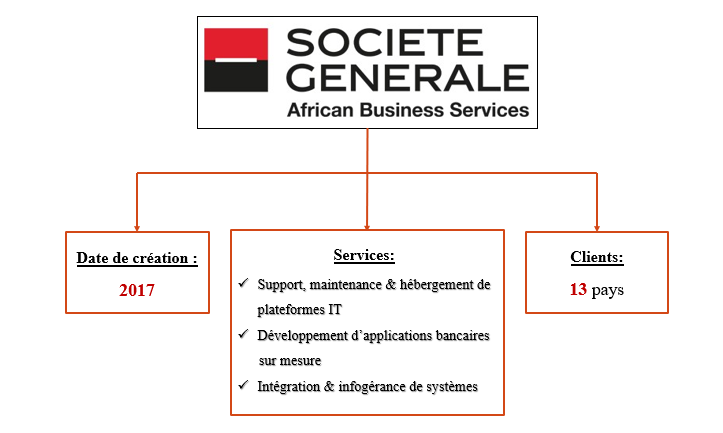 SOCIETE
GENERALE
African Business Services
Date de création :
2017
Services:
✓ Support, maintenance & hébergement de
plateformes IT
✓ Développement d’applications bancaires
sur mesure
✓ Intégration & infogérance de systèmes
Clients:
13 pays